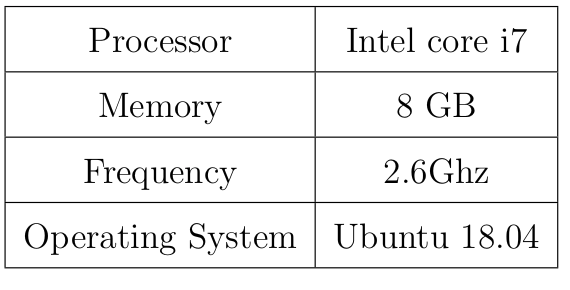 Processor Intel core i7
Memory 8 GB
Frequency 2.6Ghz
Operating System Ubuntu 18.04